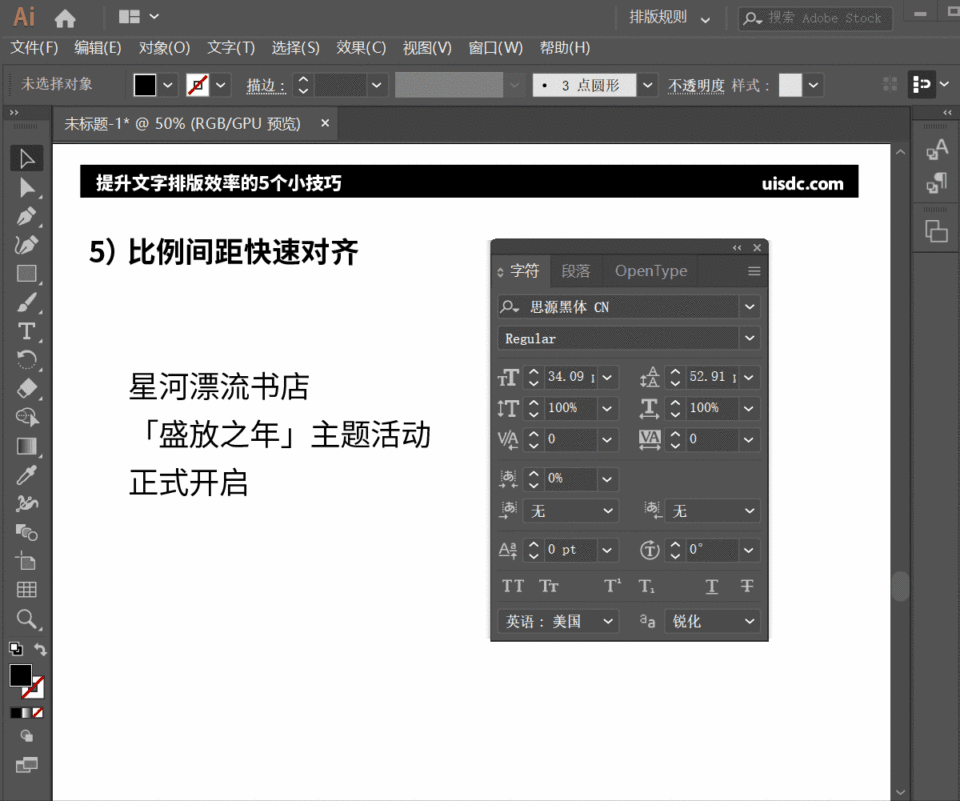 Ai
排版规则
搜索 Adobe Stock
文件(F) 编辑(E) 对象(O) 文字(T) 选择(S) 效果(C) 视图(V) 窗口(W) 帮助(H)
未选择对象 描边： 3 点圆形 不透明度 样式：
未标题-1* @ 50% (RGB/GPU 预览) ×
提升文字排版效率的5个小技巧
uisdc.com
5）比例间距快速对齐
星河漂流书店
「盛放之年」主题活动
正式开启
字符 段落 OpenType
思源黑体 CN
Regular
34.09 52.91
100% 100%
0 0
0%
无 无
0 pt 0°
TT Tr T¹ T₁ T T
英语：美国 aa 锐化